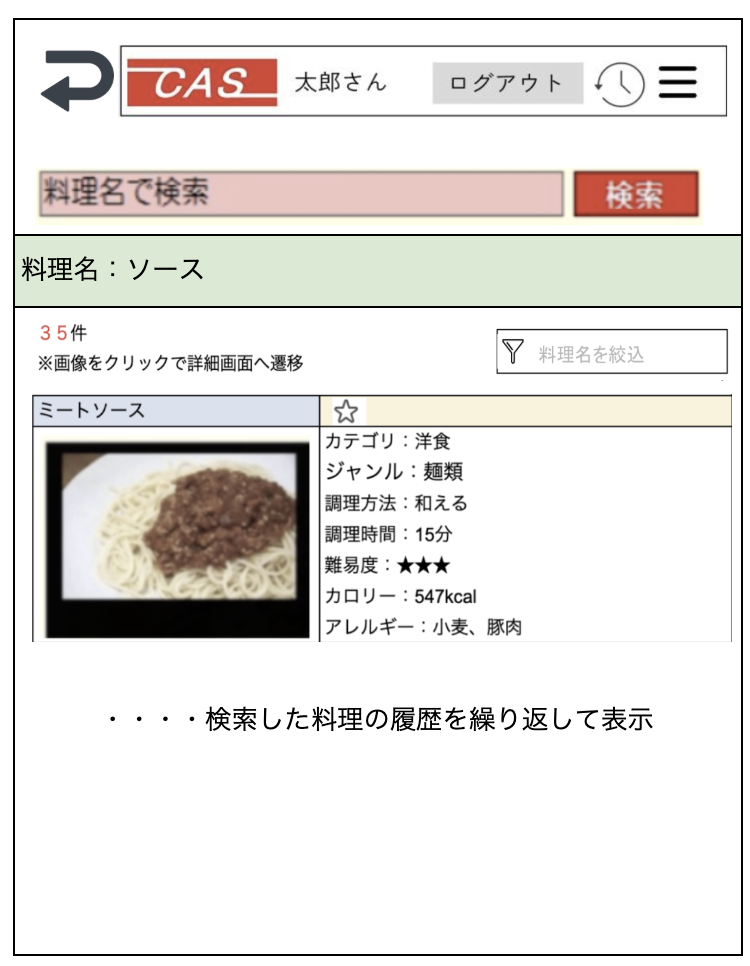 CAS 太郎さん ログアウト
料理名で検索 検索
料理名：ソース
３５件
※画像をクリックで詳細画面へ遷移
料理名を絞込
ミートソース ☆
カテゴリ：洋食
ジャンル：麺類
調理方法：和える
調理時間：15分
難易度：★★★
カロリー：547kcal
アレルギー：小麦、豚肉
・・・・検索した料理の履歴を繰り返して表示